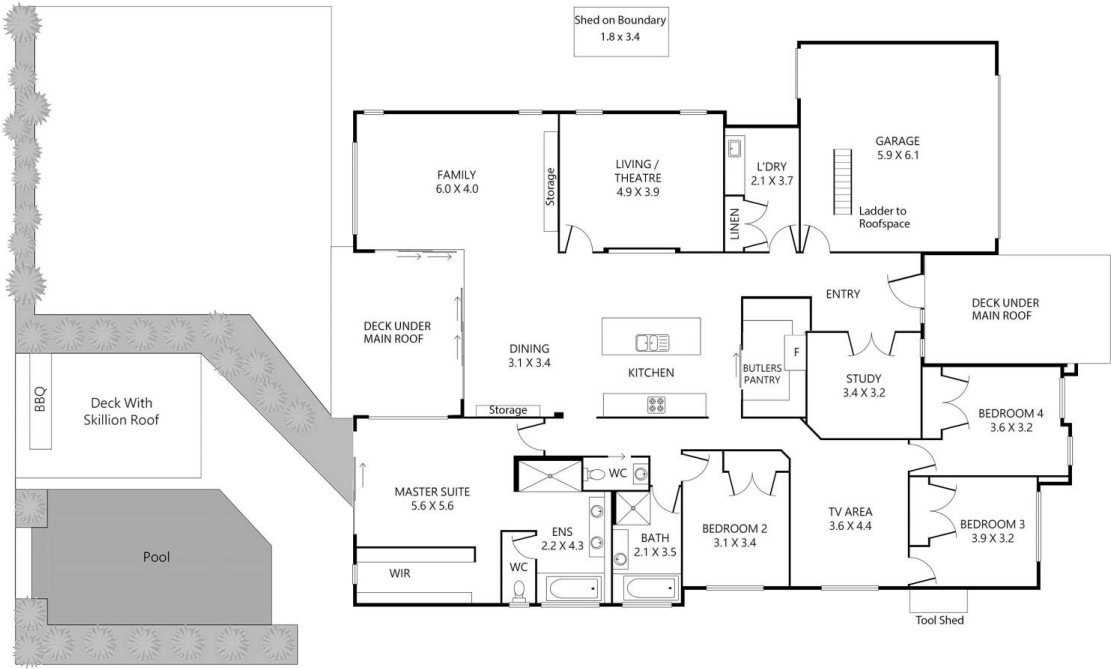 Shed on Boundary
1.8 x 3.4
GARAGE
5.9 X 6.1
Ladder to
Roofspace
FAMILY
6.0 X 4.0
Storage
LIVING /
THEATRE
4.9 X 3.9
L'DRY
2.1 X 3.7
LINEN
ENTRY
DECK UNDER
MAIN ROOF
DECK UNDER
MAIN ROOF
DINING
3.1 X 3.4
KITCHEN
BUTLERS
PANTRY
F
STUDY
3.4 X 3.2
Storage
BBQ
Deck With
Skillion Roof
BEDROOM 4
3.6 X 3.2
MASTER SUITE
5.6 X 5.6
WC
ENS
2.2 X 4.3
BATH
2.1 X 3.5
BEDROOM 2
3.1 X 3.4
TV AREA
3.6 X 4.4
BEDROOM 3
3.9 X 3.2
Pool
WIR
WC
Tool Shed